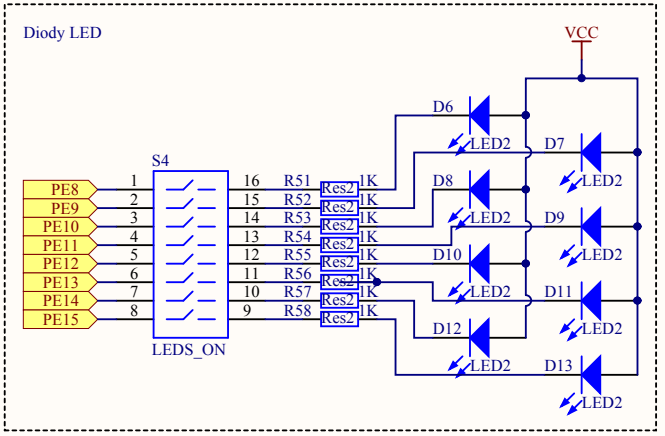 Diody LED
VCC
D6
LED2
D7
LED2
S4
PE8 1 16 R51 Res2 1K
D8
LED2
PE9 2 15 R52 Res2 1K
PE10 3 14 R53 Res2 1K
D9
LED2
PE11 4 13 R54 Res2 1K
PE12 5 12 R55 Res2 1K
D10
LED2
PE13 6 11 R56 Res2 1K
D11
LED2
PE14 7 10 R57 Res2 1K
PE15 8 9 R58 Res2 1K
D12
LED2
LEDS_ON
D13
LED2